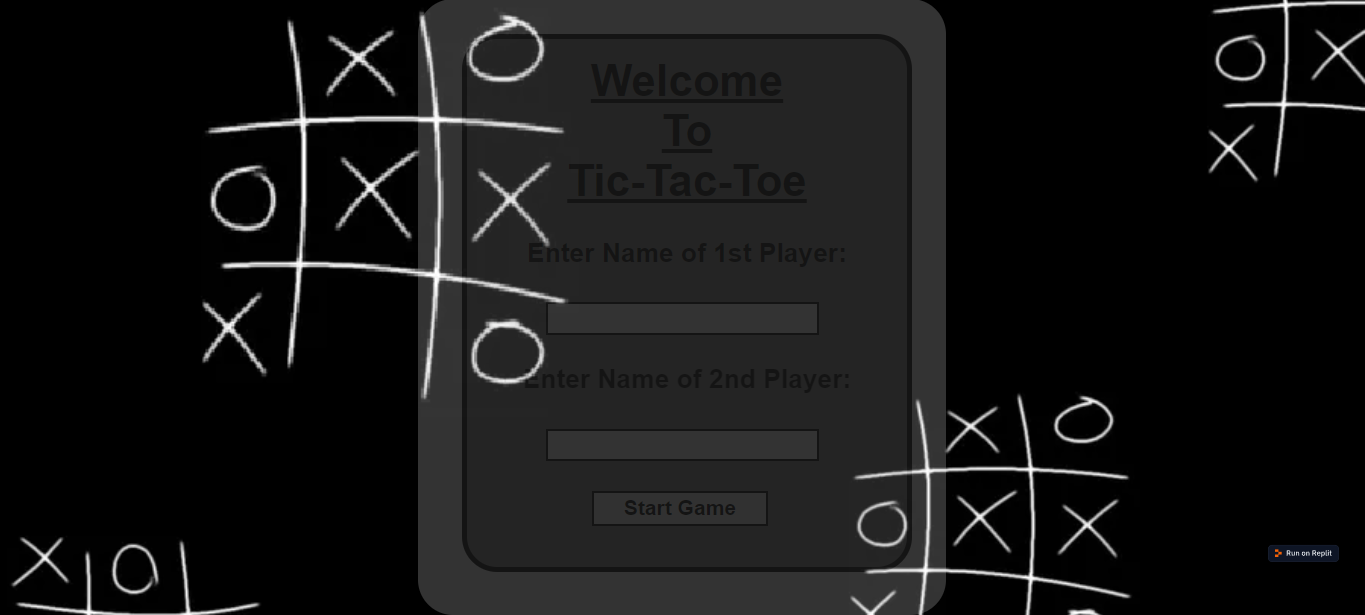 Welcome
To
Tic-Tac-Toe
Enter Name of 1st Player:
Enter Name of 2nd Player:
Start Game
Run on Replit
X O
O X
X
O X X
X O
X
X O
X O
O X X
X